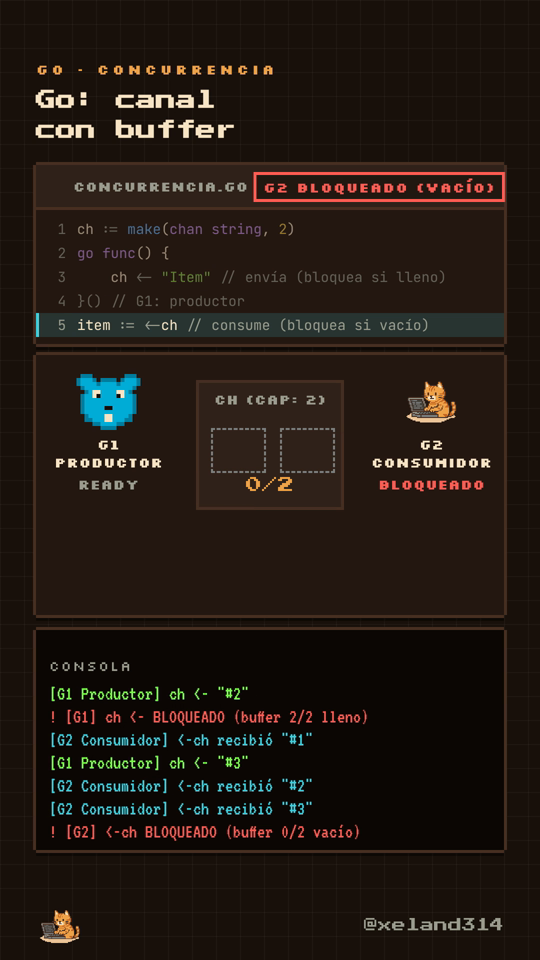 GO - CONCURRENCIA
Go: canal
con buffer
CONCURRENCIA.GO
G2 BLOQUEADO (VACÍO)
1 ch := make(chan string, 2)
2 go func() {
3 ch <- "Item" // envía (bloquea si lleno)
4 }() // G1: productor
5 item := <-ch // consume (bloquea si vacío)
G1
PRODUCTOR
READY
CH (CAP: 2)
0/2
G2
CONSUMIDOR
BLOQUEADO
CONSOLA
[G1 Productor] ch <- "#2"
! [G1] ch <- BLOQUEADO (buffer 2/2 lleno)
[G2 Consumidor] <-ch recibió "#1"
[G1 Productor] ch <- "#3"
[G2 Consumidor] <-ch recibió "#2"
[G2 Consumidor] <-ch recibió "#3"
! [G2] <-ch BLOQUEADO (buffer 0/2 vacío)
@xeland314